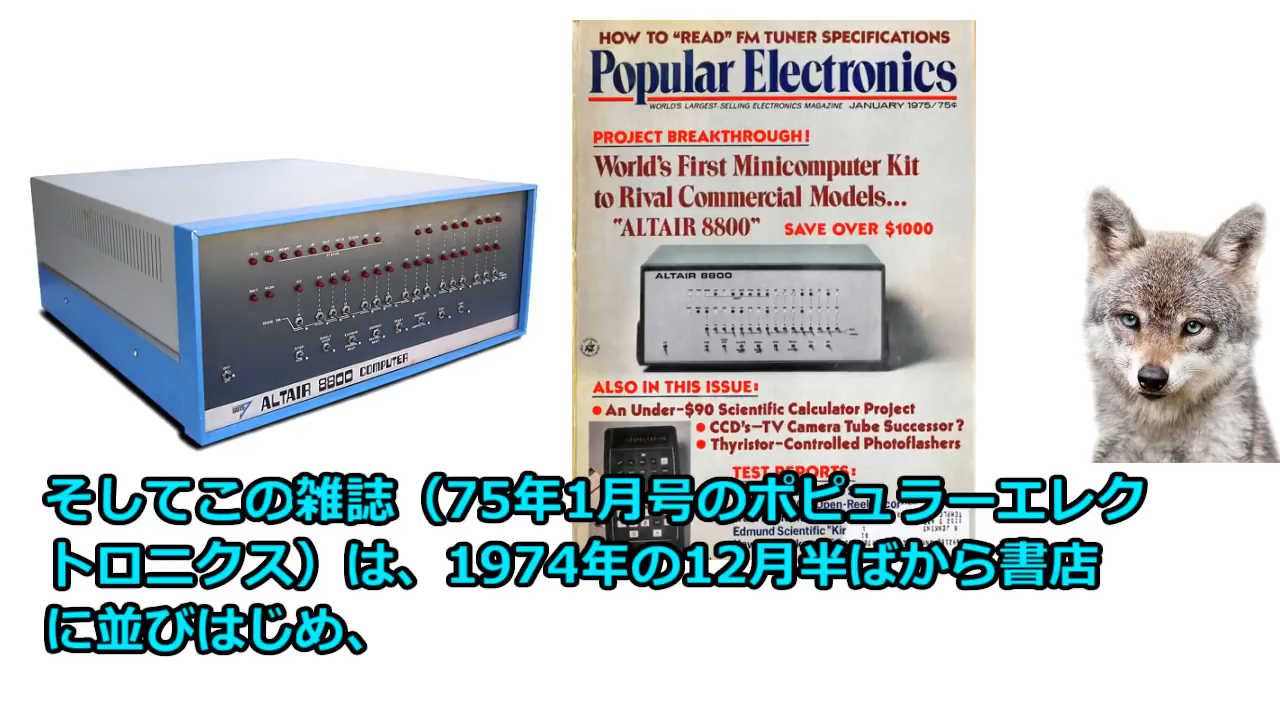 HOW TO “READ” FM TUNER SPECIFICATIONS
Popular Electronics
WORLD'S LARGEST-SELLING ELECTRONICS MAGAZINE JANUARY 1975/75¢
PROJECT BREAKTHROUGH!
World's First Minicomputer Kit
to Rival Commercial Models...
"ALTAIR 8800" SAVE OVER $1000
ALTAIR 8800
ALTAIR 8800 COMPUTER
ALSO IN THIS ISSUE:
● An Under-$90 Scientific Calculator Project
● CCD's—TV Camera Tube Successor?
● Thyristor-Controlled Photoflashers
TEST REPORTS:
Edmund Scientific "Kir
そしてこの雑誌（75年1月号のポピュラーエレク
トロニクス）は、1974年の12月半ばから書店
に並びはじめ、